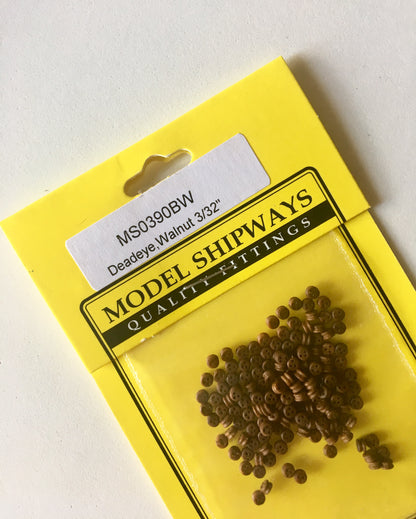 MS0390BW
Deadeye,Walnut 3/32"
MODEL SHIPWAYS
QUALITY FITTINGS